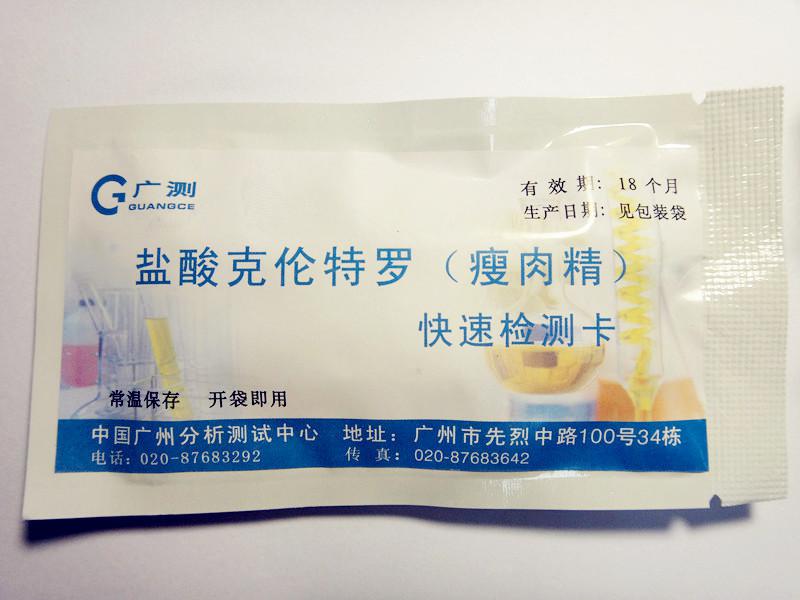 广测
GUANGCE
有效期：18个月
生产日期：见包装袋
盐酸克伦特罗（瘦肉精）
快速检测卡
常温保存 开袋即用
中国广州分析测试中心 地址：广州市先烈中路100号34栋
电话：020-87683292 传真：020-87683642